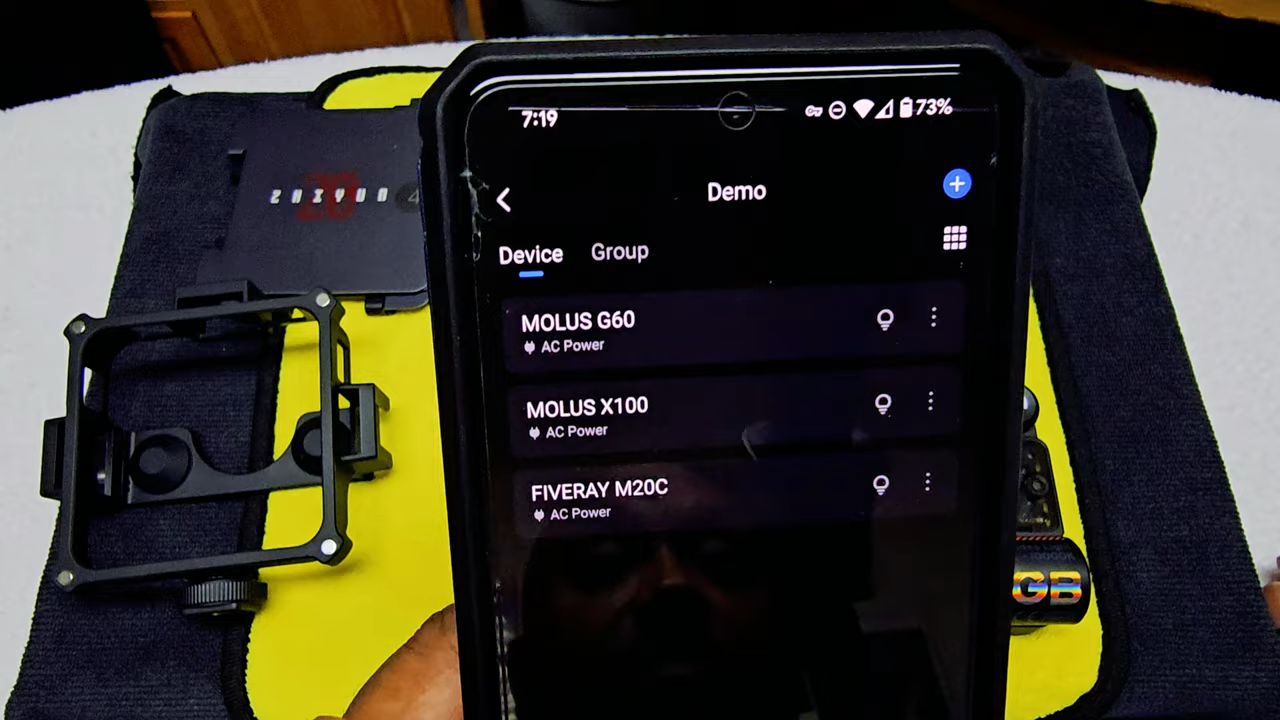 7:19
73%
Demo
ZHIYUN
Device
Group
MOLUS G60
AC Power
MOLUS X100
AC Power
FIVERAY M20C
AC Power
GB